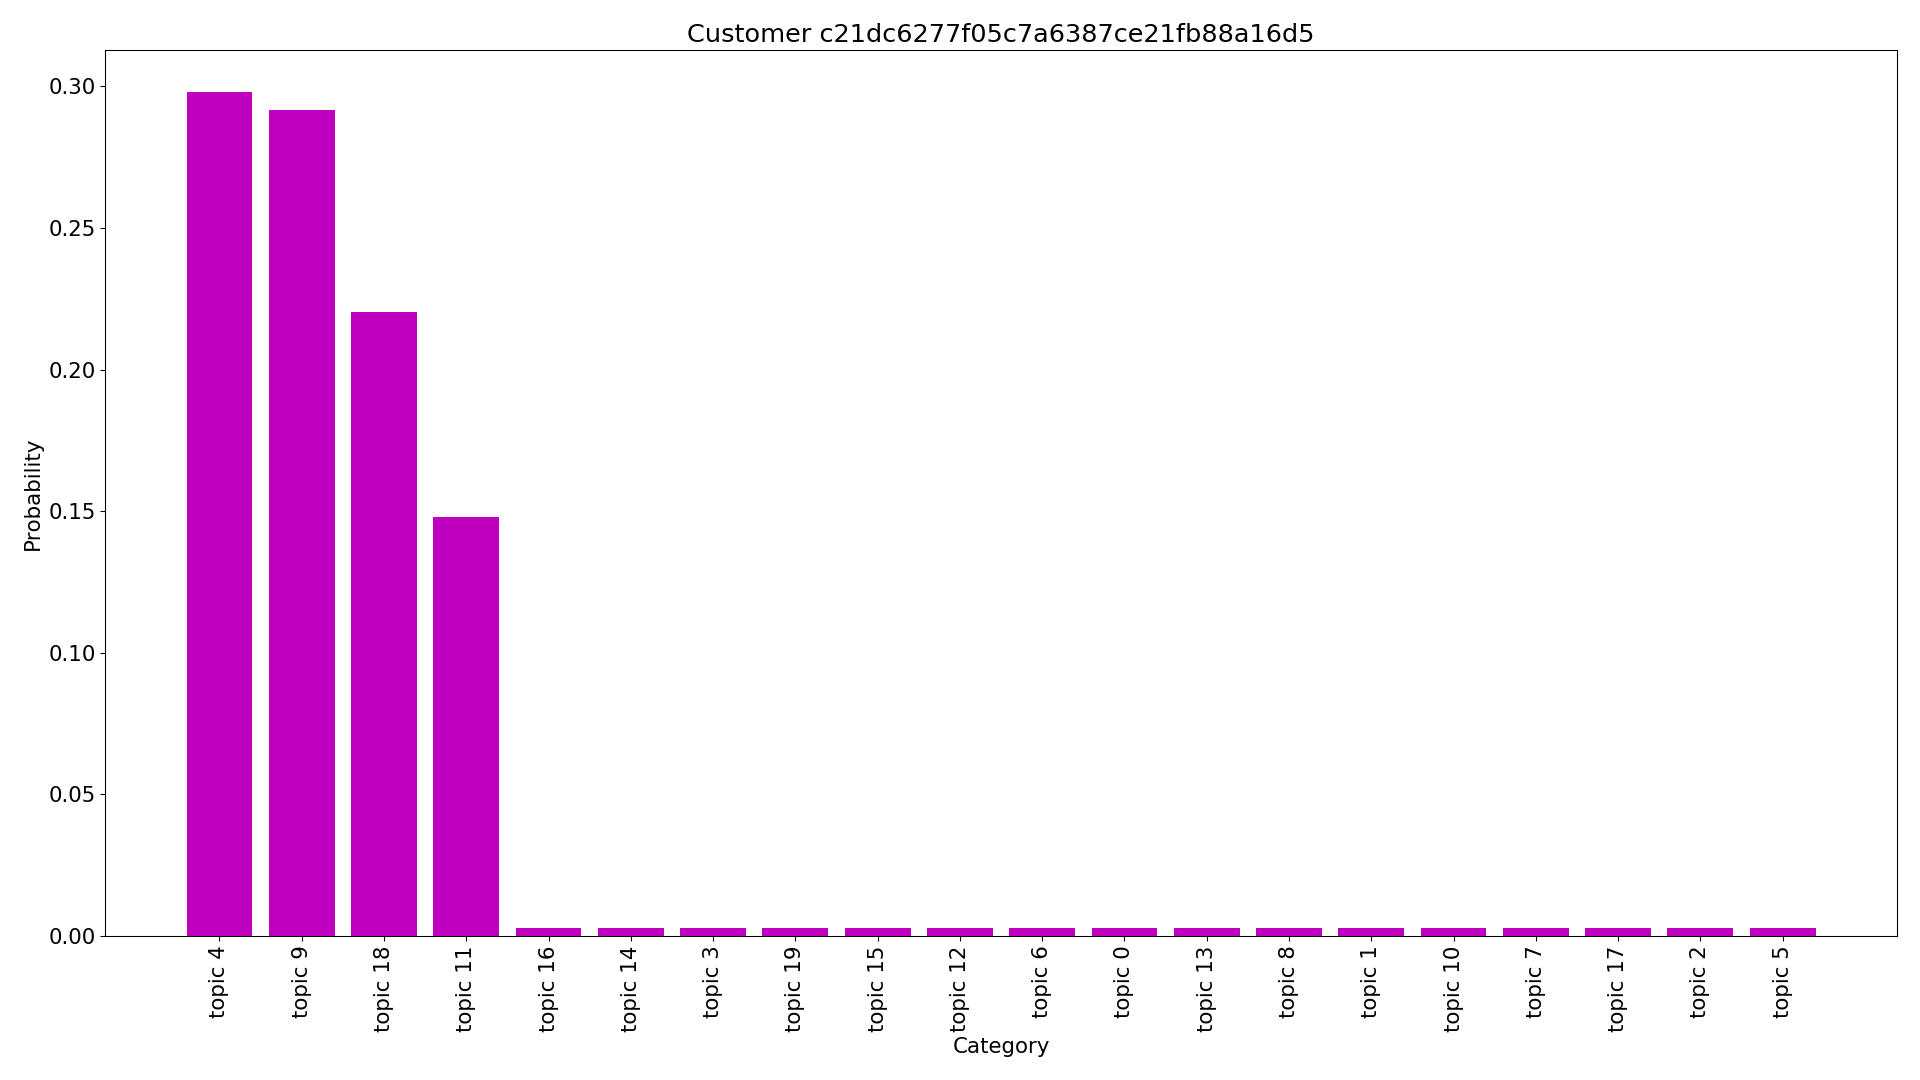 Customer c21dc6277f05c7a6387ce21fb88a16d5
0.30
0.25
0.20
0.15
0.10
0.05
0.00
Probability
topic 4
topic 9
topic 18
topic 11
topic 16
topic 14
topic 3
topic 19
topic 15
topic 12
topic 6
topic 0
topic 13
topic 8
topic 1
topic 10
topic 7
topic 17
topic 2
topic 5
Category